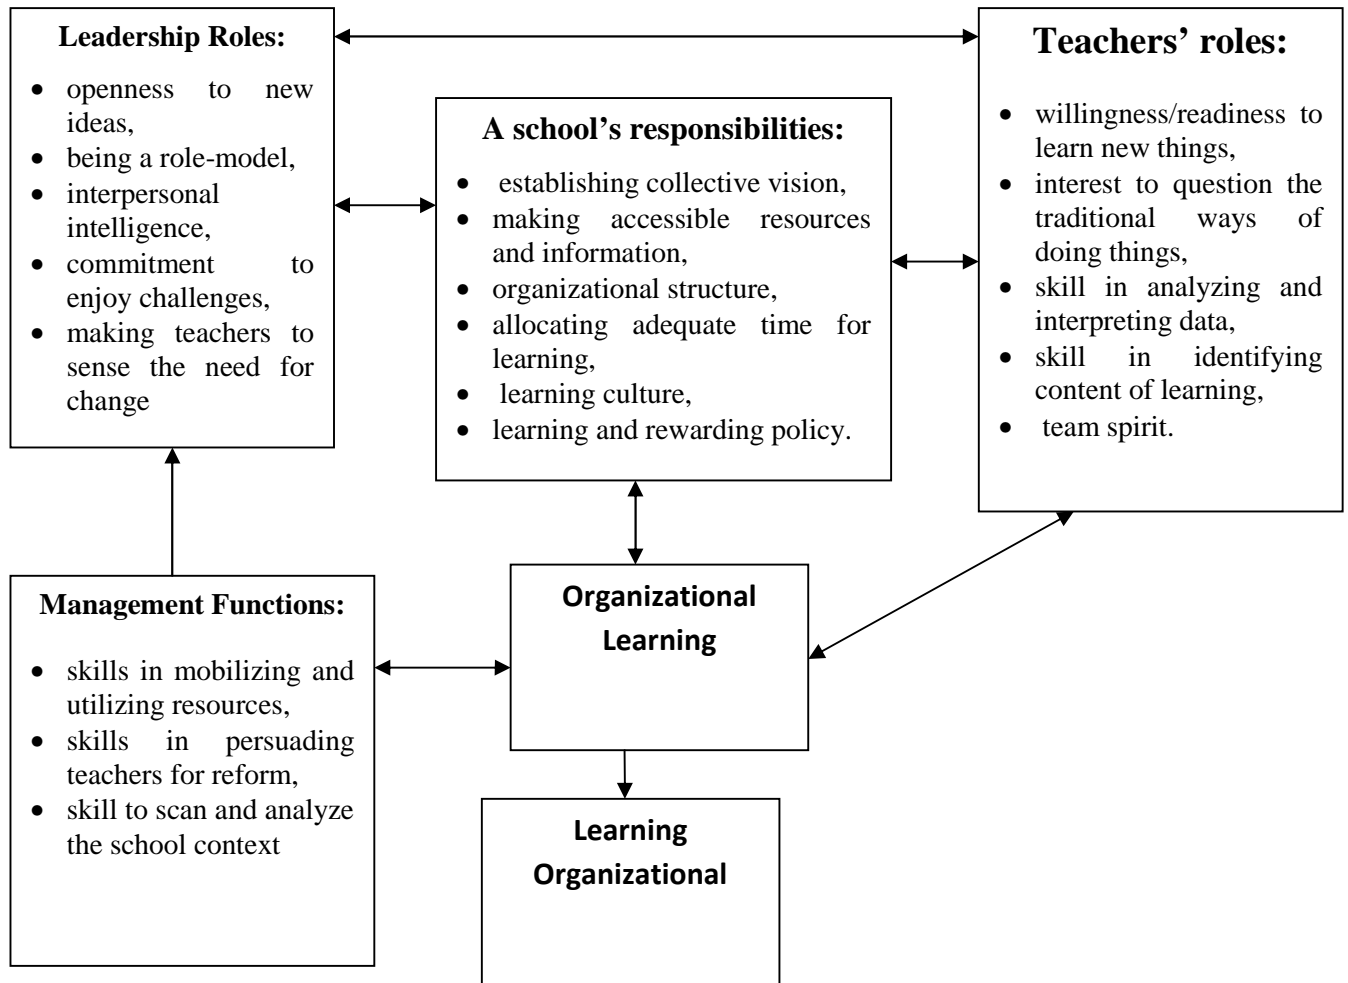 Leadership Roles:
• openness to new
ideas,
• being a role-model,
• interpersonal
intelligence,
• commitment to
enjoy challenges,
• making teachers to
sense the need for
change
A school’s responsibilities:
• establishing collective vision,
• making accessible resources
and information,
• organizational structure,
• allocating adequate time for
learning,
• learning culture,
• learning and rewarding policy.
Teachers’ roles:
• willingness/readiness to
learn new things,
• interest to question the
traditional ways of
doing things,
• skill in analyzing and
interpreting data,
• skill in identifying
content of learning,
• team spirit.
Management Functions:
• skills in mobilizing and
utilizing resources,
• skills in persuading
teachers for reform,
• skill to scan and analyze
the school context
Organizational
Learning
Learning
Organizational